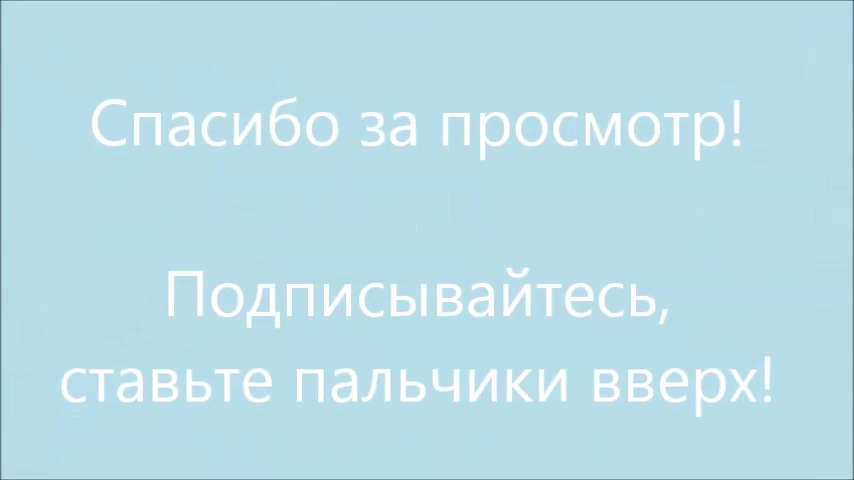 Спасибо за просмотр!
Подписывайтесь,
ставьте пальчики вверх!